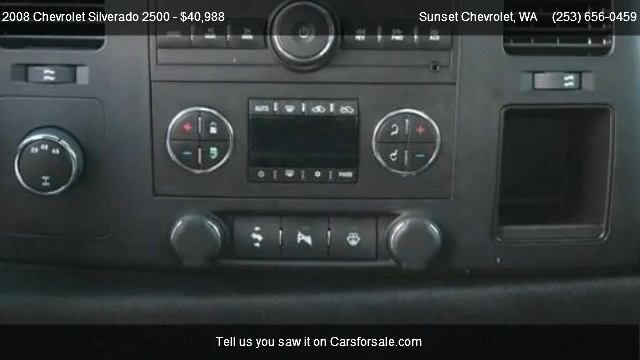 2008 Chevrolet Silverado 2500 - $40,988
Sunset Chevrolet, WA (253) 656-0459
AUTO
Tell us you saw it on Carsforsale.com